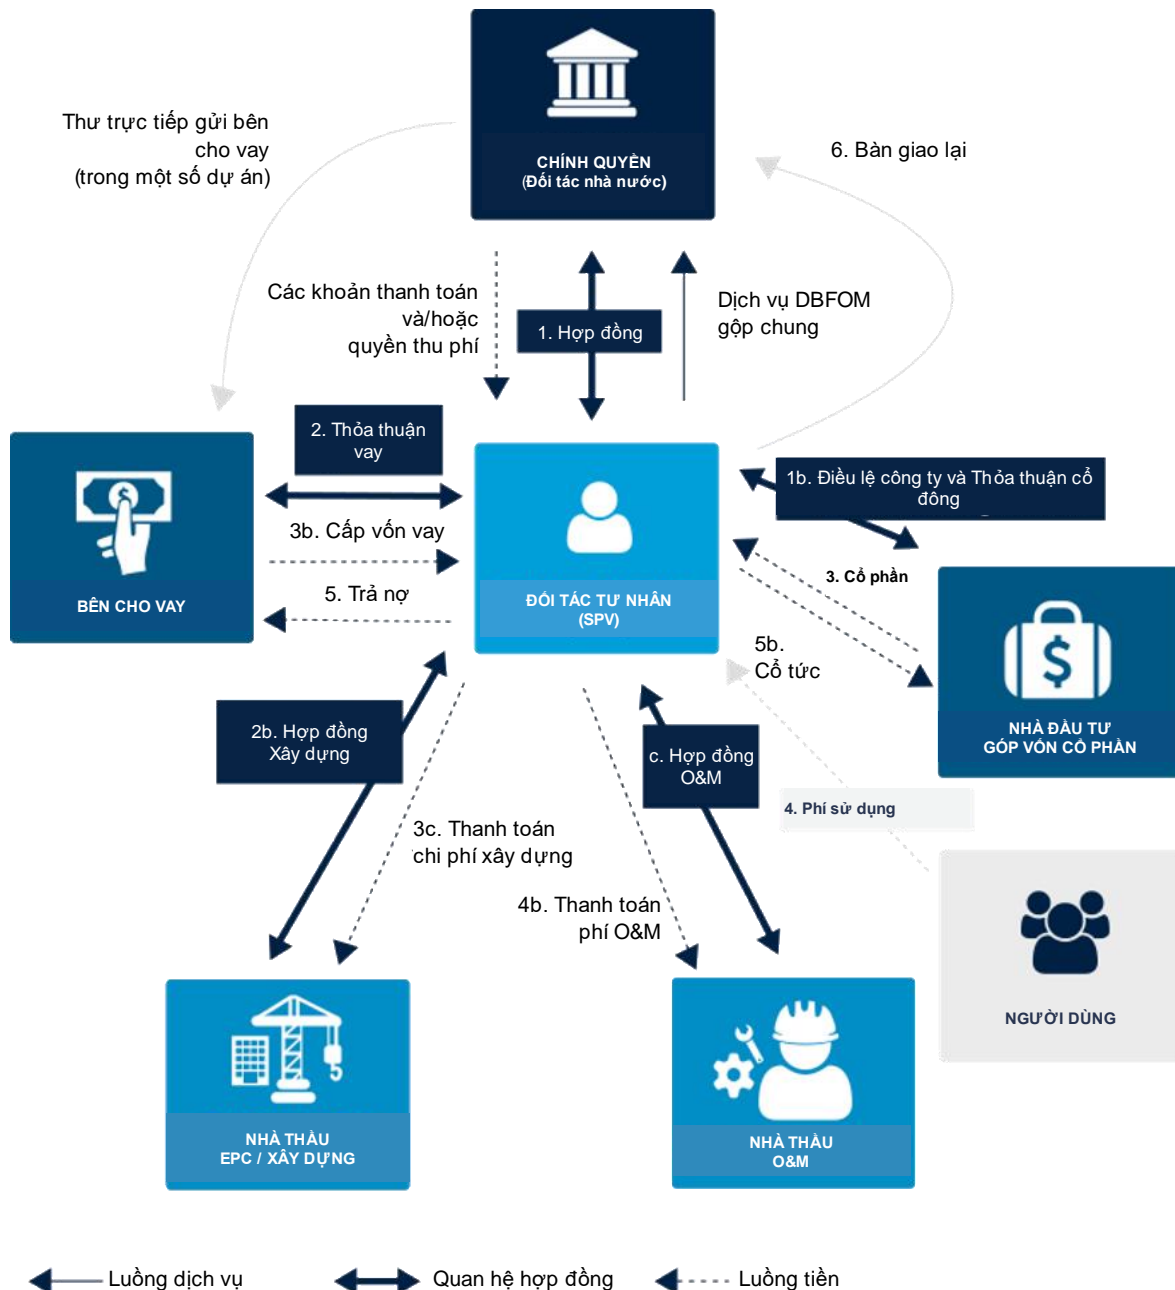 CHÍNH QUYỀN
(Đối tác nhà nước)
Thư trực tiếp gửi bên
cho vay
(trong một số dự án)
6. Bàn giao lại
Các khoản thanh toán
và/hoặc
quyền thu phí
1. Hợp đồng
Dịch vụ DBFOM
gộp chung
2. Thỏa thuận
vay
1b. Điều lệ công ty và Thỏa thuận cổ
đông
3b. Cấp vốn vay
5. Trả nợ
BÊN CHO VAY
ĐỐI TÁC TƯ NHÂN
(SPV)
3. Cổ phần
5b.
Cổ tức
NHÀ ĐẦU TƯ
GÓP VỐN CỔ PHẦN
2b. Hợp đồng
Xây dựng
c. Hợp đồng
O&M
4. Phí sử dụng
3c. Thanh toán
chi phí xây dựng
4b. Thanh toán
phí O&M
NGƯỜI DÙNG
NHÀ THẦU
EPC / XÂY DỰNG
NHÀ THẦU
O&M
Luồng dịch vụ
Quan hệ hợp đồng
Luồng tiền